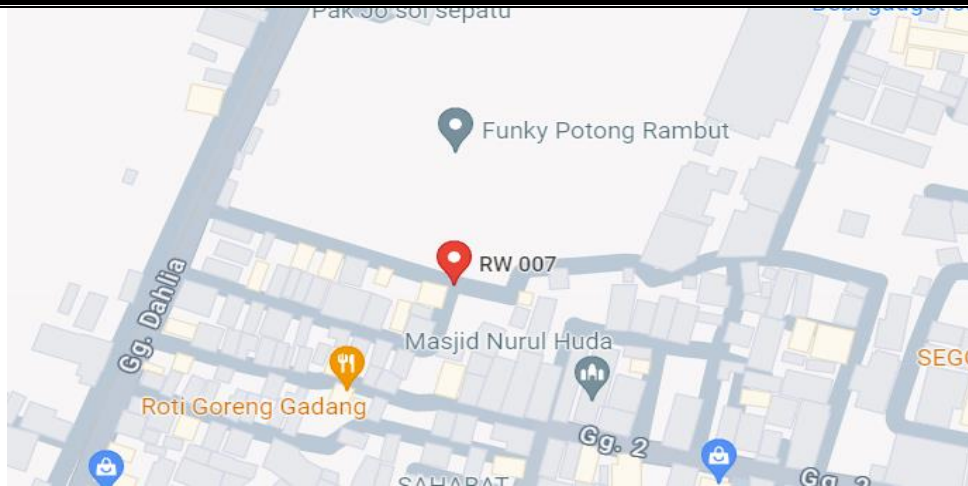 Pak Jo sol sepatu
Funky Potong Rambut
RW 007
Gg. Dahlia
Masjid Nurul Huda
Roti Goreng Gadang
Gg. 2
SAHABAT
Gg. 2